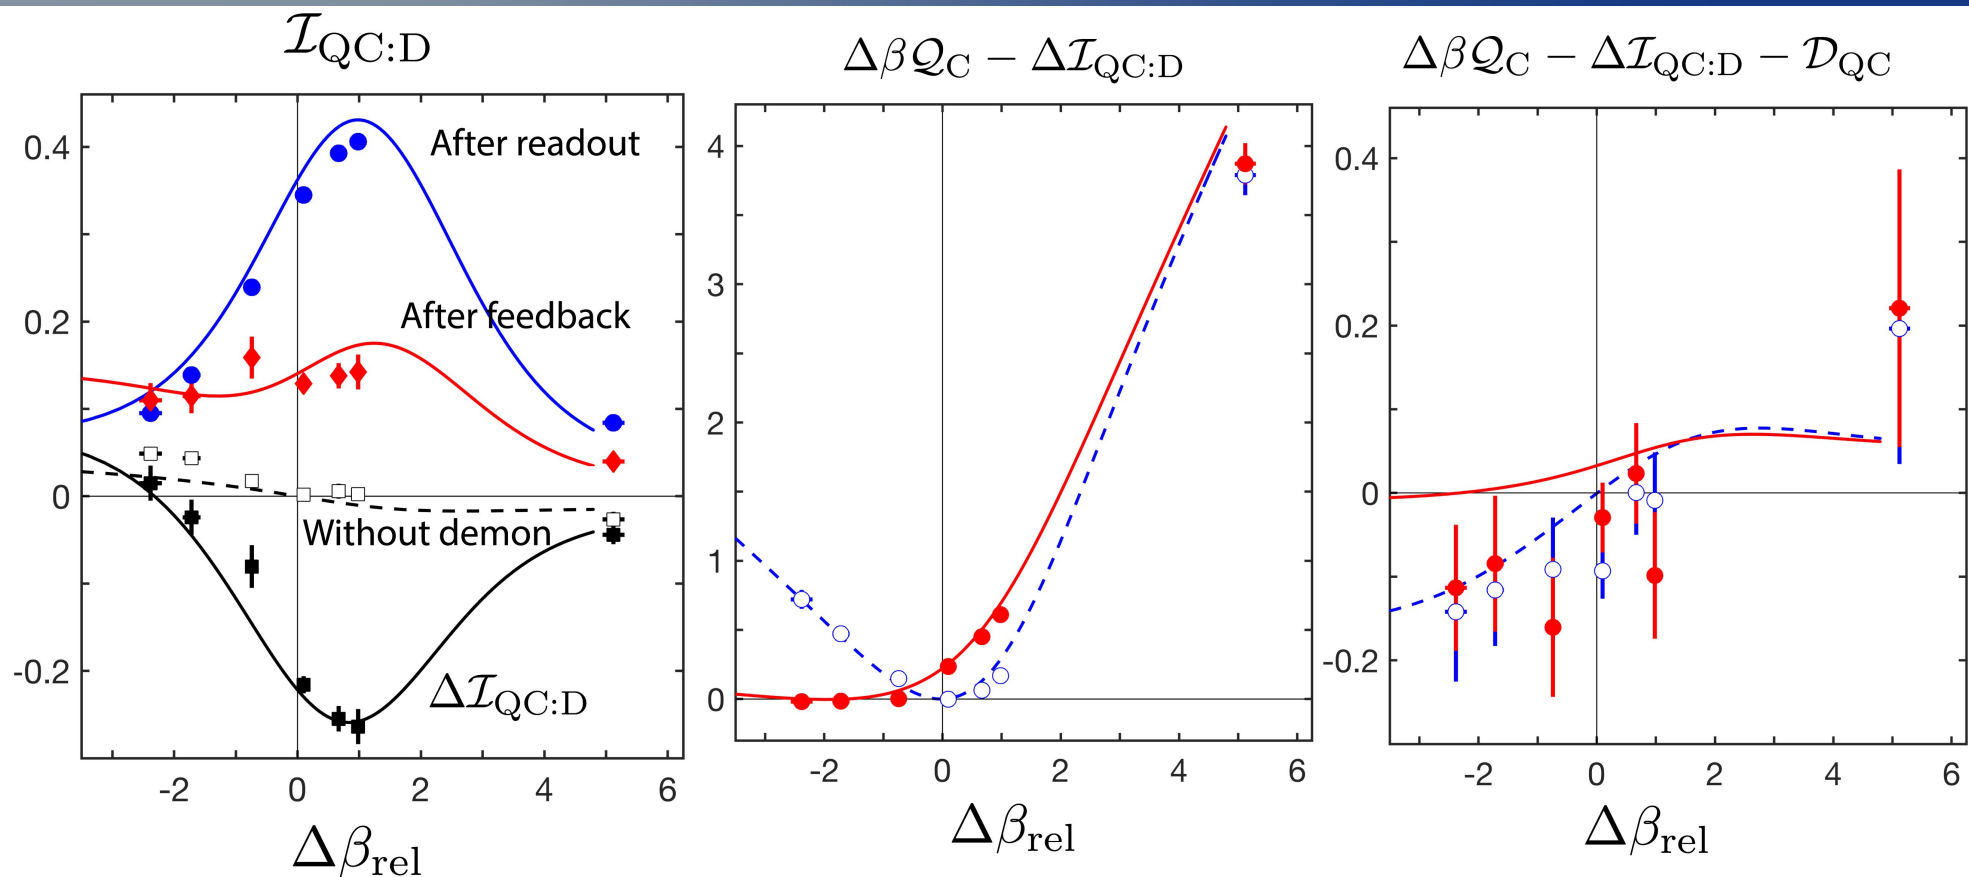 𝓘QC:D
After readout
After feedback
Without demon
Δ𝓘QC:D
0.4
0.2
0
-0.2
-2 0 2 4 6
Δβrel
Δβ𝒬C − Δ𝓘QC:D
4
3
2
1
0
-2 0 2 4 6
Δβrel
Δβ𝒬C − Δ𝓘QC:D − 𝒟QC
0.4
0.2
0
-0.2
-2 0 2 4 6
Δβrel